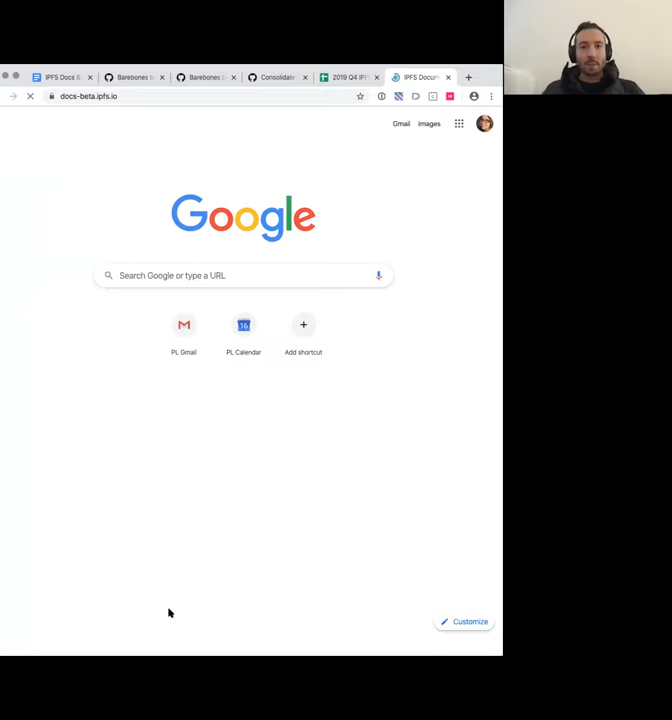 IPFS Docs &
Barebones b
Barebones b
Consolidate
2019 Q4 IPF
IPFS Docum
docs-beta.ipfs.io
Gmail Images
Google
Search Google or type a URL
16
PL Gmail PL Calendar Add shortcut
Customize